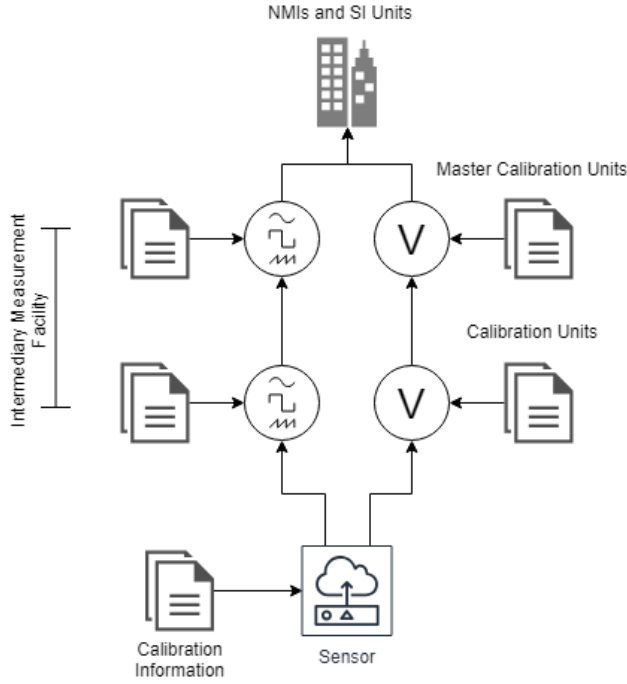 NMIs and SI Units
Master Calibration Units
Intermediary Measurement
Facility
V
Calibration Units
V
Calibration
Information
Sensor